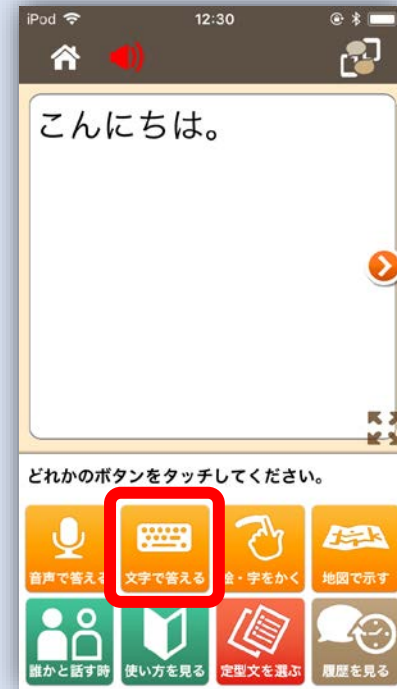 iPod 12:30
こんにちは。
どれかのボタンをタッチしてください。
音声で答える 文字で答える 絵・字をかく 地図で示す
誰かと話す時 使い方を見る 定型文を選ぶ 履歴を見る